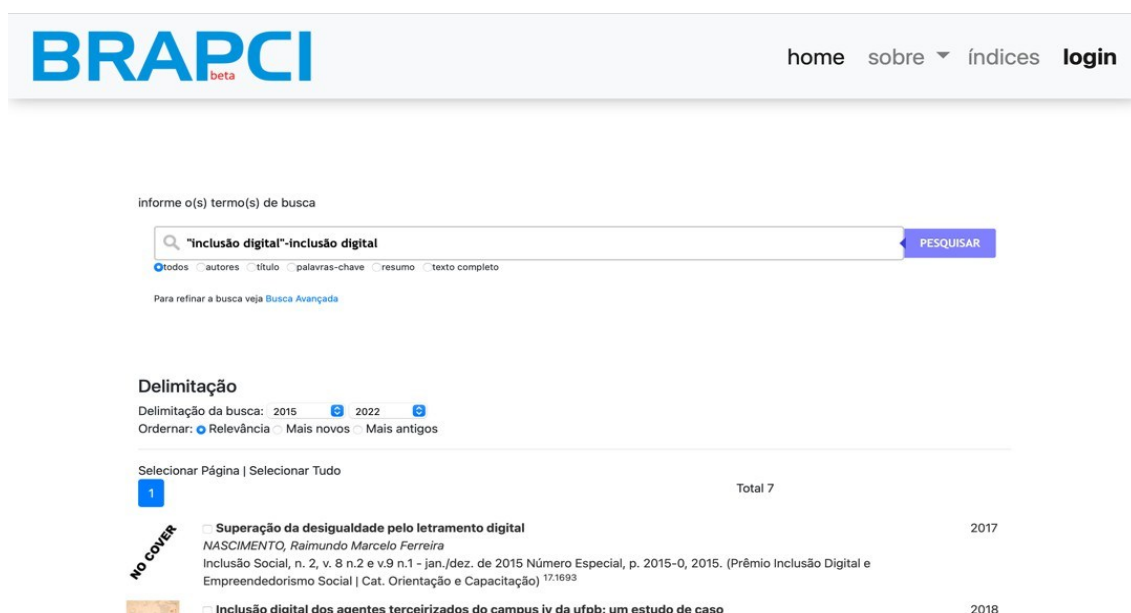 BRAPCI
beta
home sobre índices login
informe o(s) termo(s) de busca
"inclusão digital"-inclusão digital
PESQUISAR
todos autores título palavras-chave resumo texto completo
Para refinar a busca veja Busca Avançada
Delimitação
Delimitação da busca: 2015 2022
Ordernar: Relevância Mais novos Mais antigos
Selecionar Página | Selecionar Tudo
1
Total 7
NO COVER
Superação da desigualdade pelo letramento digital 2017
NASCIMENTO, Raimundo Marcelo Ferreira
Inclusão Social, n. 2, v. 8 n.2 e v.9 n.1 - jan./dez. de 2015 Número Especial, p. 2015-0, 2015. (Prêmio Inclusão Digital e
Empreendedorismo Social | Cat. Orientação e Capacitação) 17.1693
Inclusão digital dos agentes terceirizados do campus iv da ufpb: um estudo de caso 2018